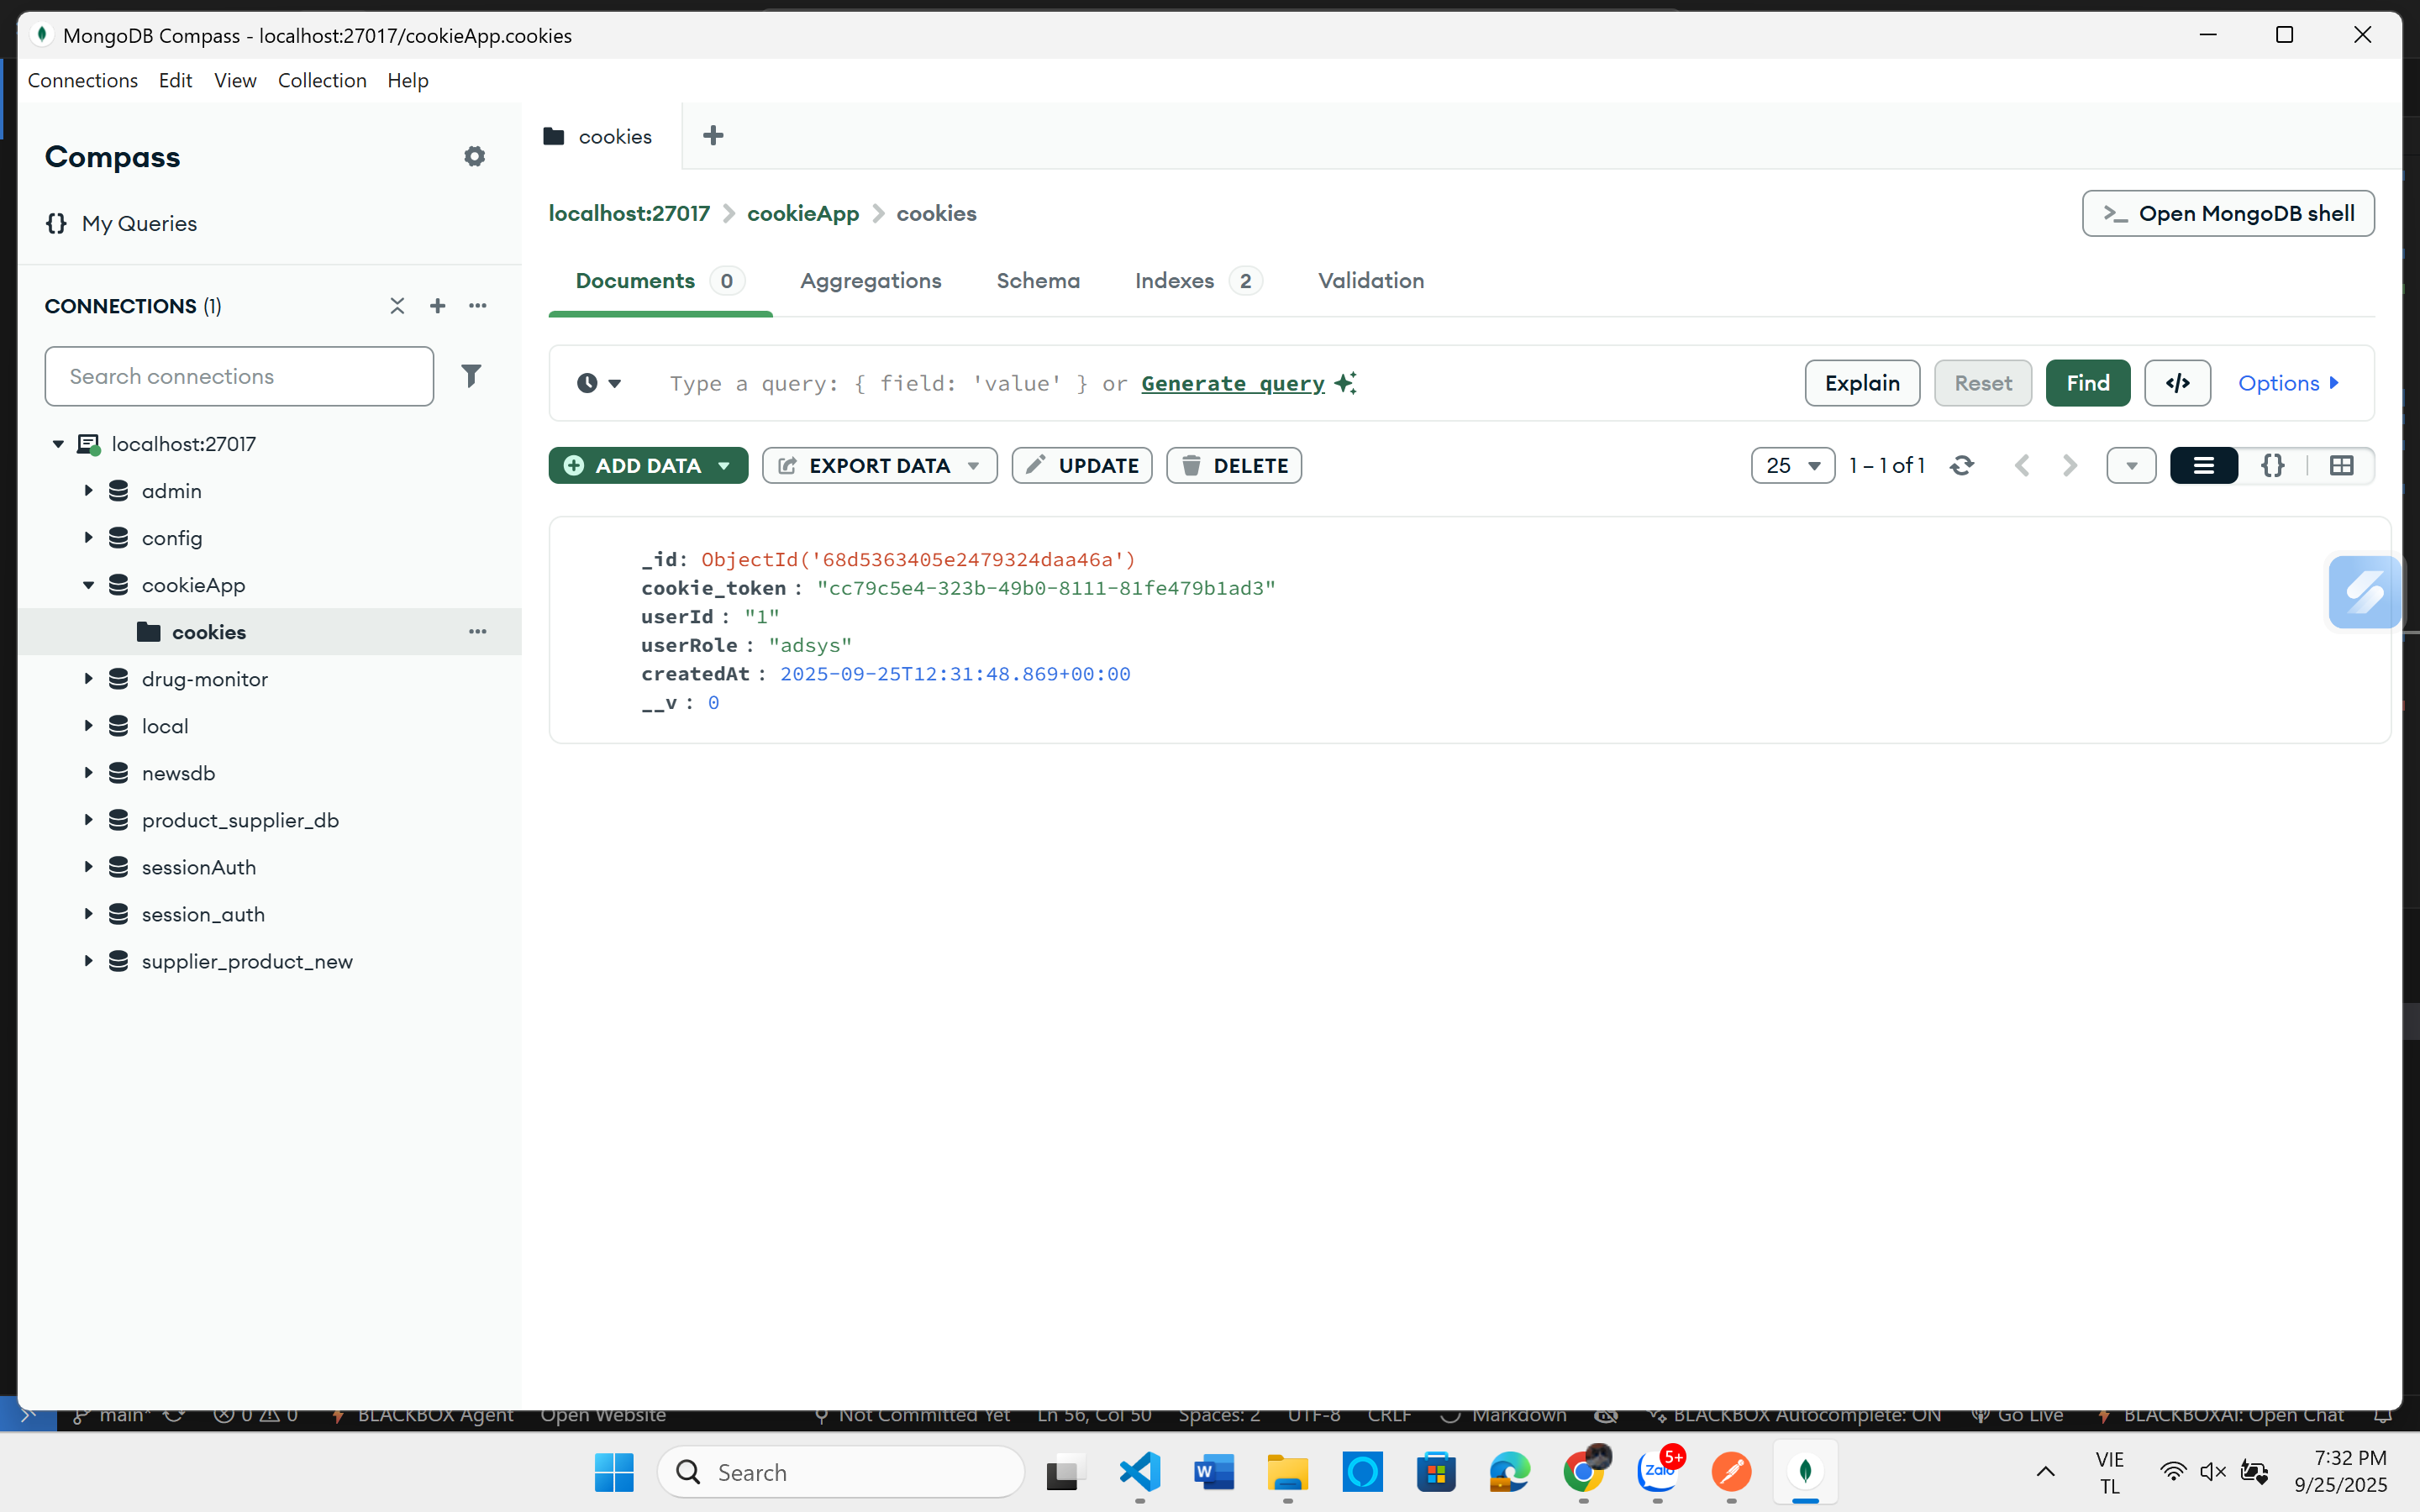 MongoDB Compass - localhost:27017/cookieApp.cookies
Connections Edit View Collection Help
Compass
My Queries
CONNECTIONS (1)
Search connections
localhost:27017
admin
config
cookieApp
cookies
drug-monitor
local
newsdb
product_supplier_db
sessionAuth
session_auth
supplier_product_new
cookies
localhost:27017 > cookieApp > cookies
>_ Open MongoDB shell
Documents 0 Aggregations Schema Indexes 2 Validation
Type a query: { field: 'value' } or Generate query
Explain Reset Find </> Options
ADD DATA EXPORT DATA UPDATE DELETE
25 1 – 1 of 1 {}
_id: ObjectId('68d5363405e2479324daa46a')
cookie_token : "cc79c5e4-323b-49b0-8111-81fe479b1ad3"
userId : "1"
userRole : "adsys"
createdAt : 2025-09-25T12:31:48.869+00:00
__v : 0
main* 0 0 BLACKBOX Agent Open Website Not Committed Yet Ln 56, Col 50 Spaces: 2 UTF-8 CRLF Markdown BLACKBOX Autocomplete: ON Go Live BLACKBOXAI: Open Chat
Search
Zalo 5+
VIE
TL
7:32 PM
9/25/2025